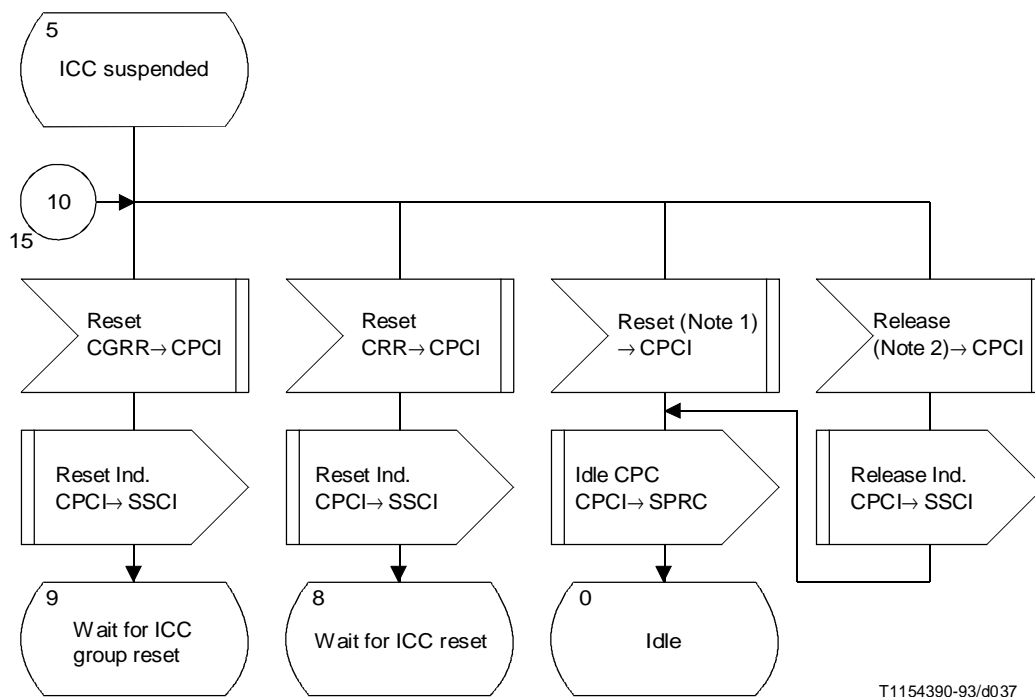 5
ICC suspended
10
15
Reset
CGRR→ CPCI
Reset
CRR→ CPCI
Reset (Note 1)
→ CPCI
Release
(Note 2)→ CPCI
Reset Ind.
CPCI→ SSCI
Reset Ind.
CPCI→ SSCI
Idle CPC
CPCI→ SPRC
Release Ind.
CPCI→ SSCI
9
Wait for ICC
group reset
8
Wait for ICC reset
0
Idle
T1154390-93/d037